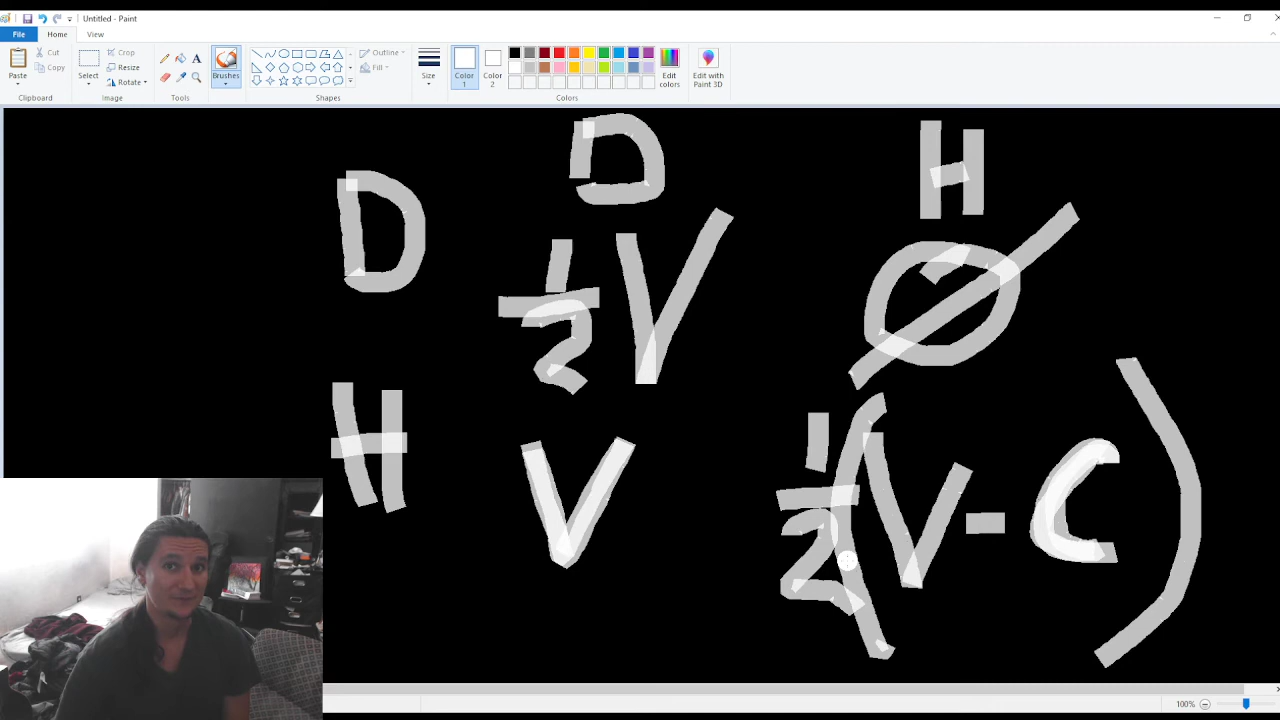 Untitled - Paint
File Home View
Paste
Cut
Copy
Clipboard
Select
Crop
Resize
Rotate
Image
A
Tools
Brushes
Outline
Fill
Shapes
Size
Color 1
Color 2
Edit colors
Colors
Edit with Paint 3D
D H
D 1/2 V Ø
H V 1/2 (V - C)
100%